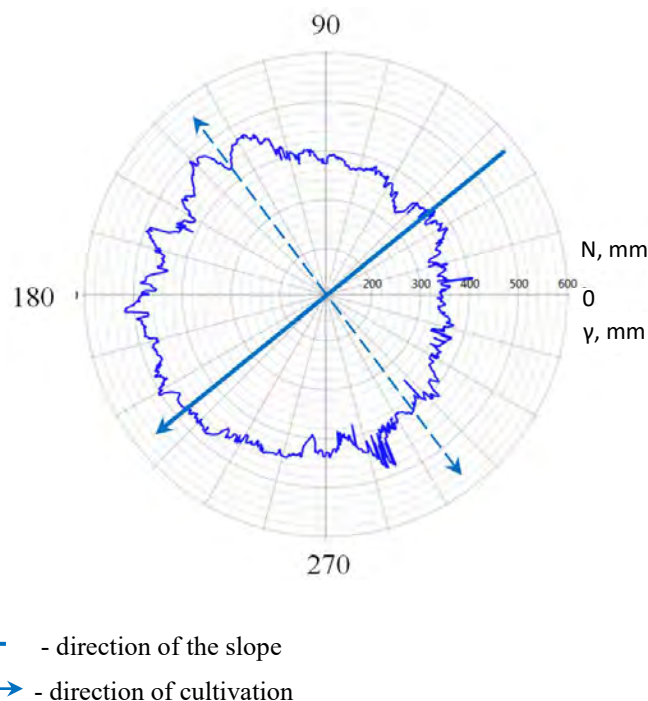 90
N, mm
200 300 400 500 600
180
0
γ, mm
270
- direction of the slope
- direction of cultivation